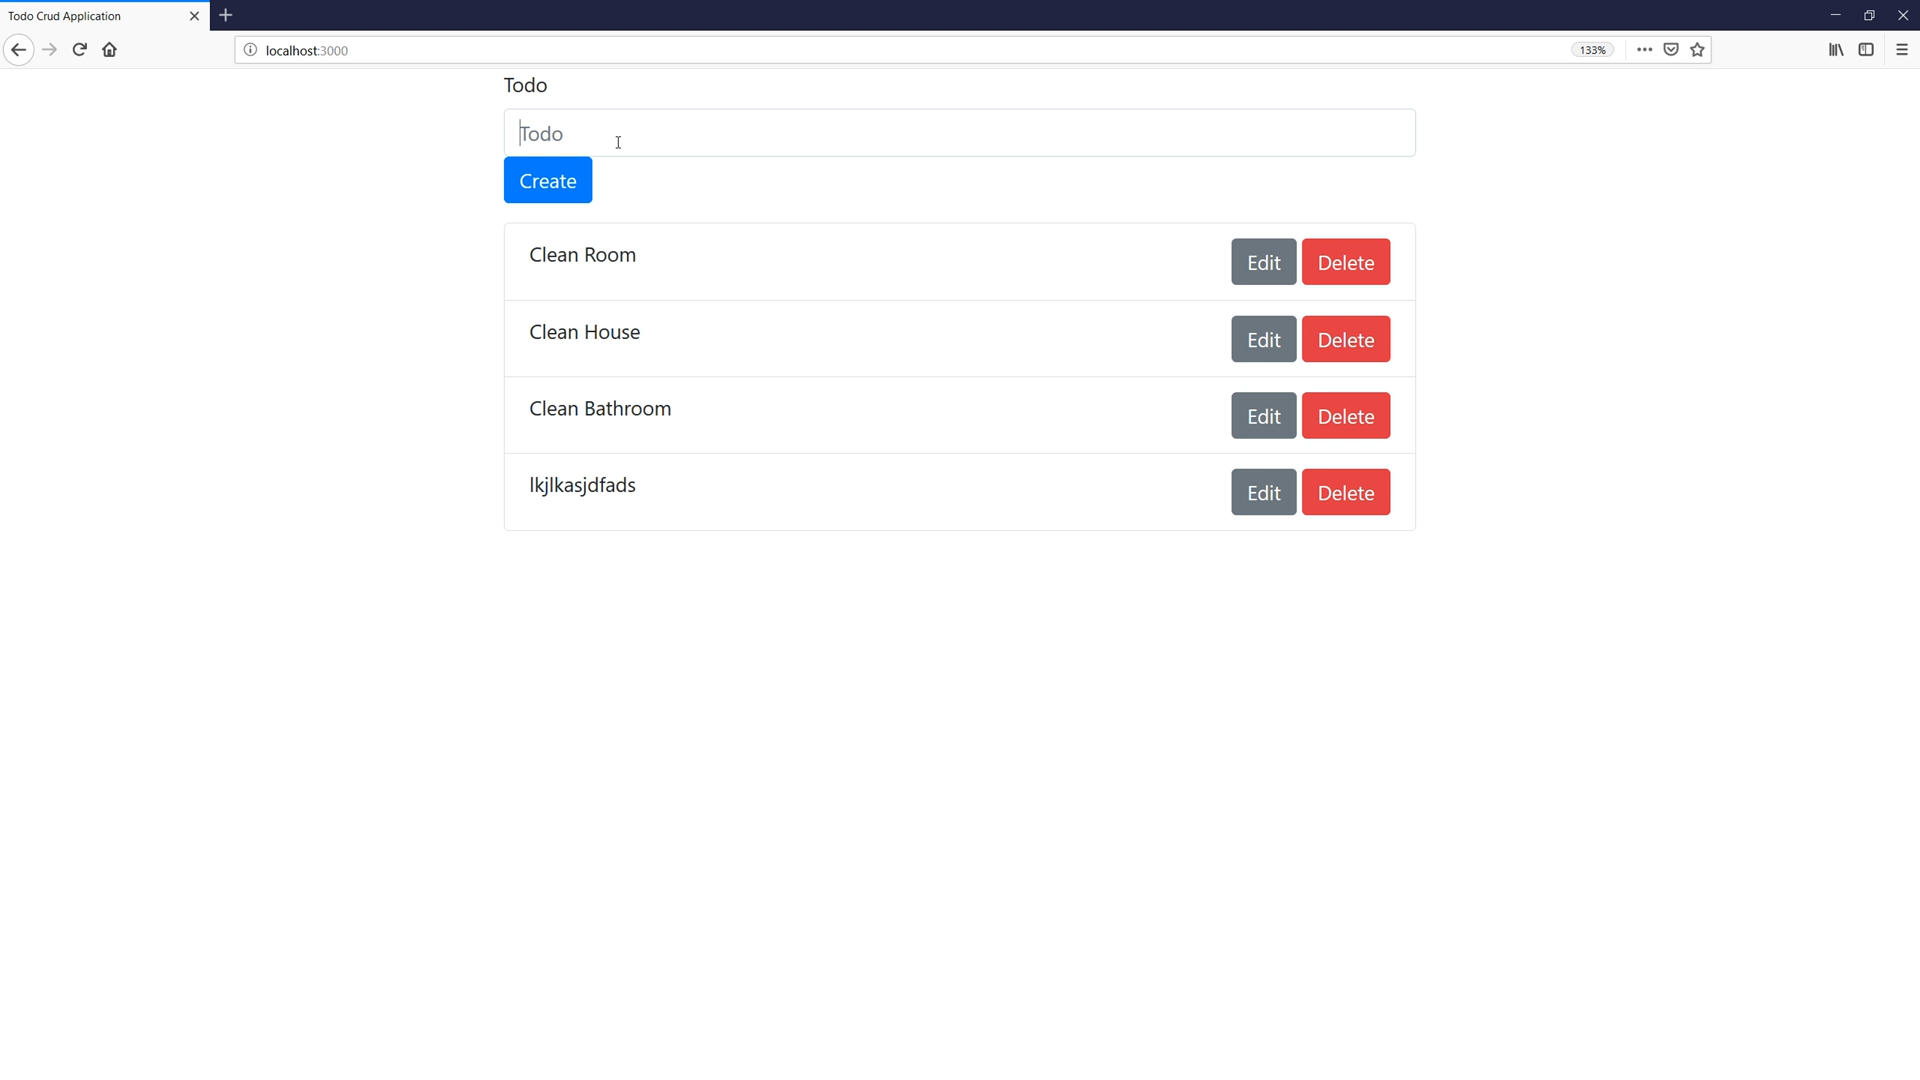 Todo Crud Application
localhost:3000
133%
Todo
Todo
Create
Clean Room Edit Delete
Clean House Edit Delete
Clean Bathroom Edit Delete
lkjlkasjdfads Edit Delete